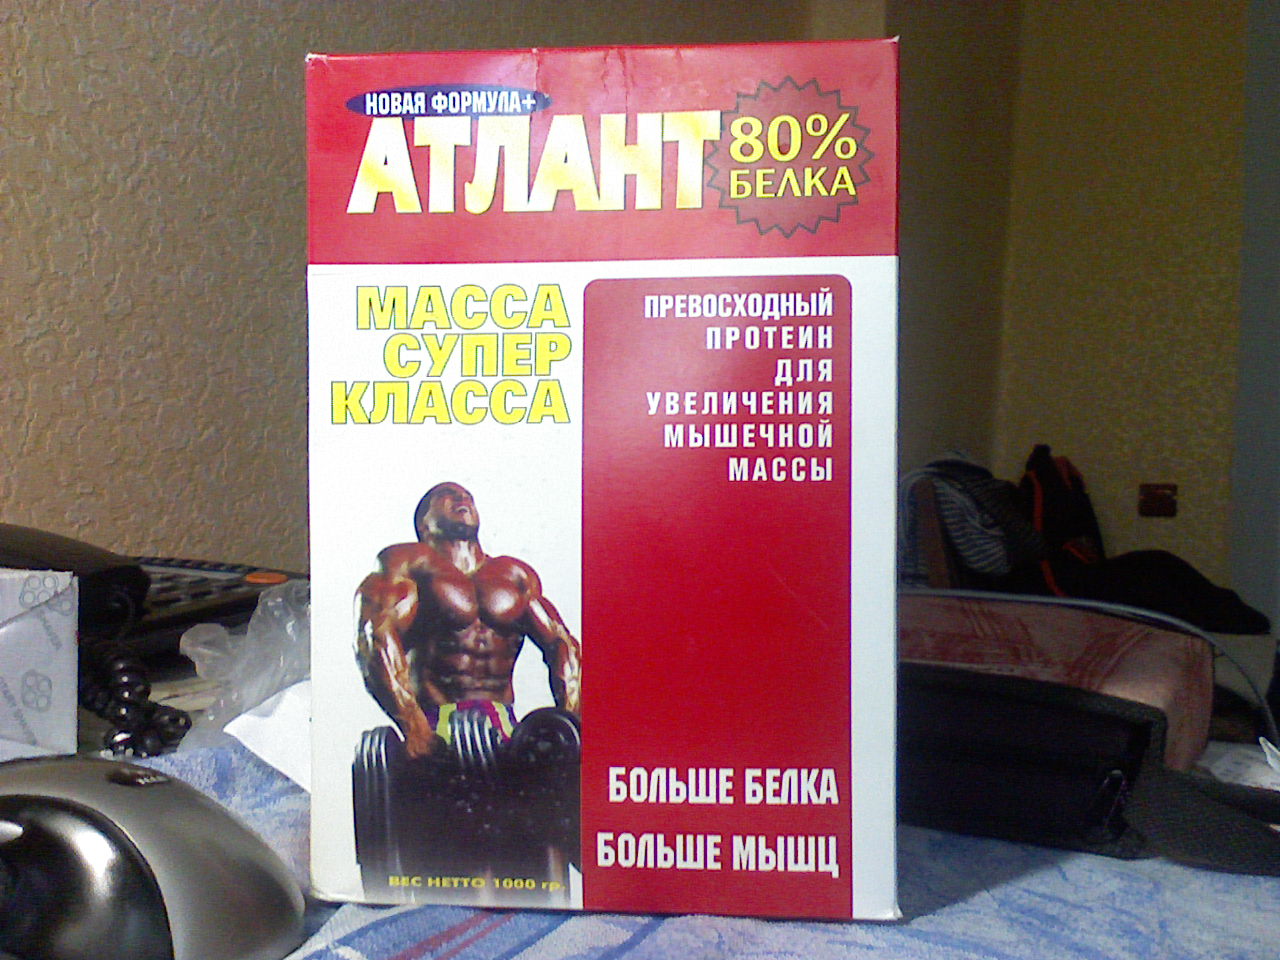 НОВАЯ ФОРМУЛА+
АТЛАНТ
80%
БЕЛКА
МАССА
СУПЕР
КЛАССА
ПРЕВОСХОДНЫЙ
ПРОТЕИН
ДЛЯ
УВЕЛИЧЕНИЯ
МЫШЕЧНОЙ
МАССЫ
БОЛЬШЕ БЕЛКА
БОЛЬШЕ МЫШЦ
ВЕС НЕТТО 1000 гр.